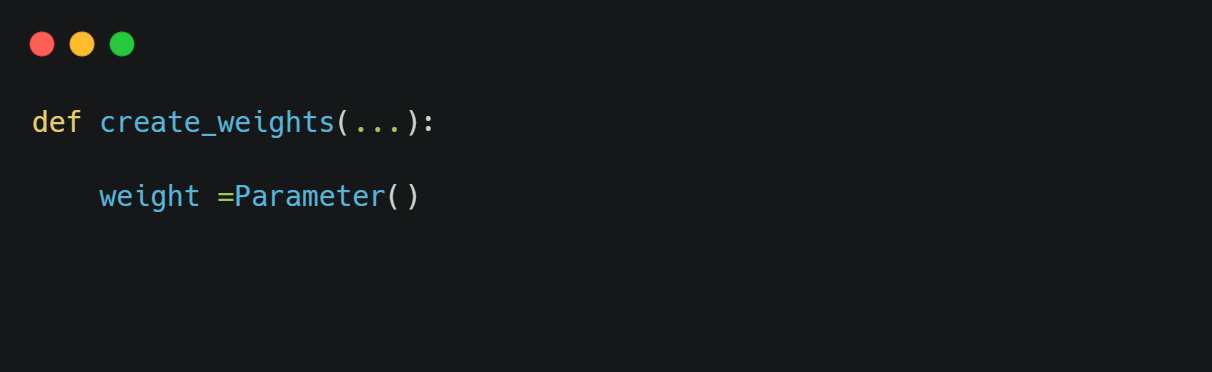 def create_weights(...):
    weight =Parameter()